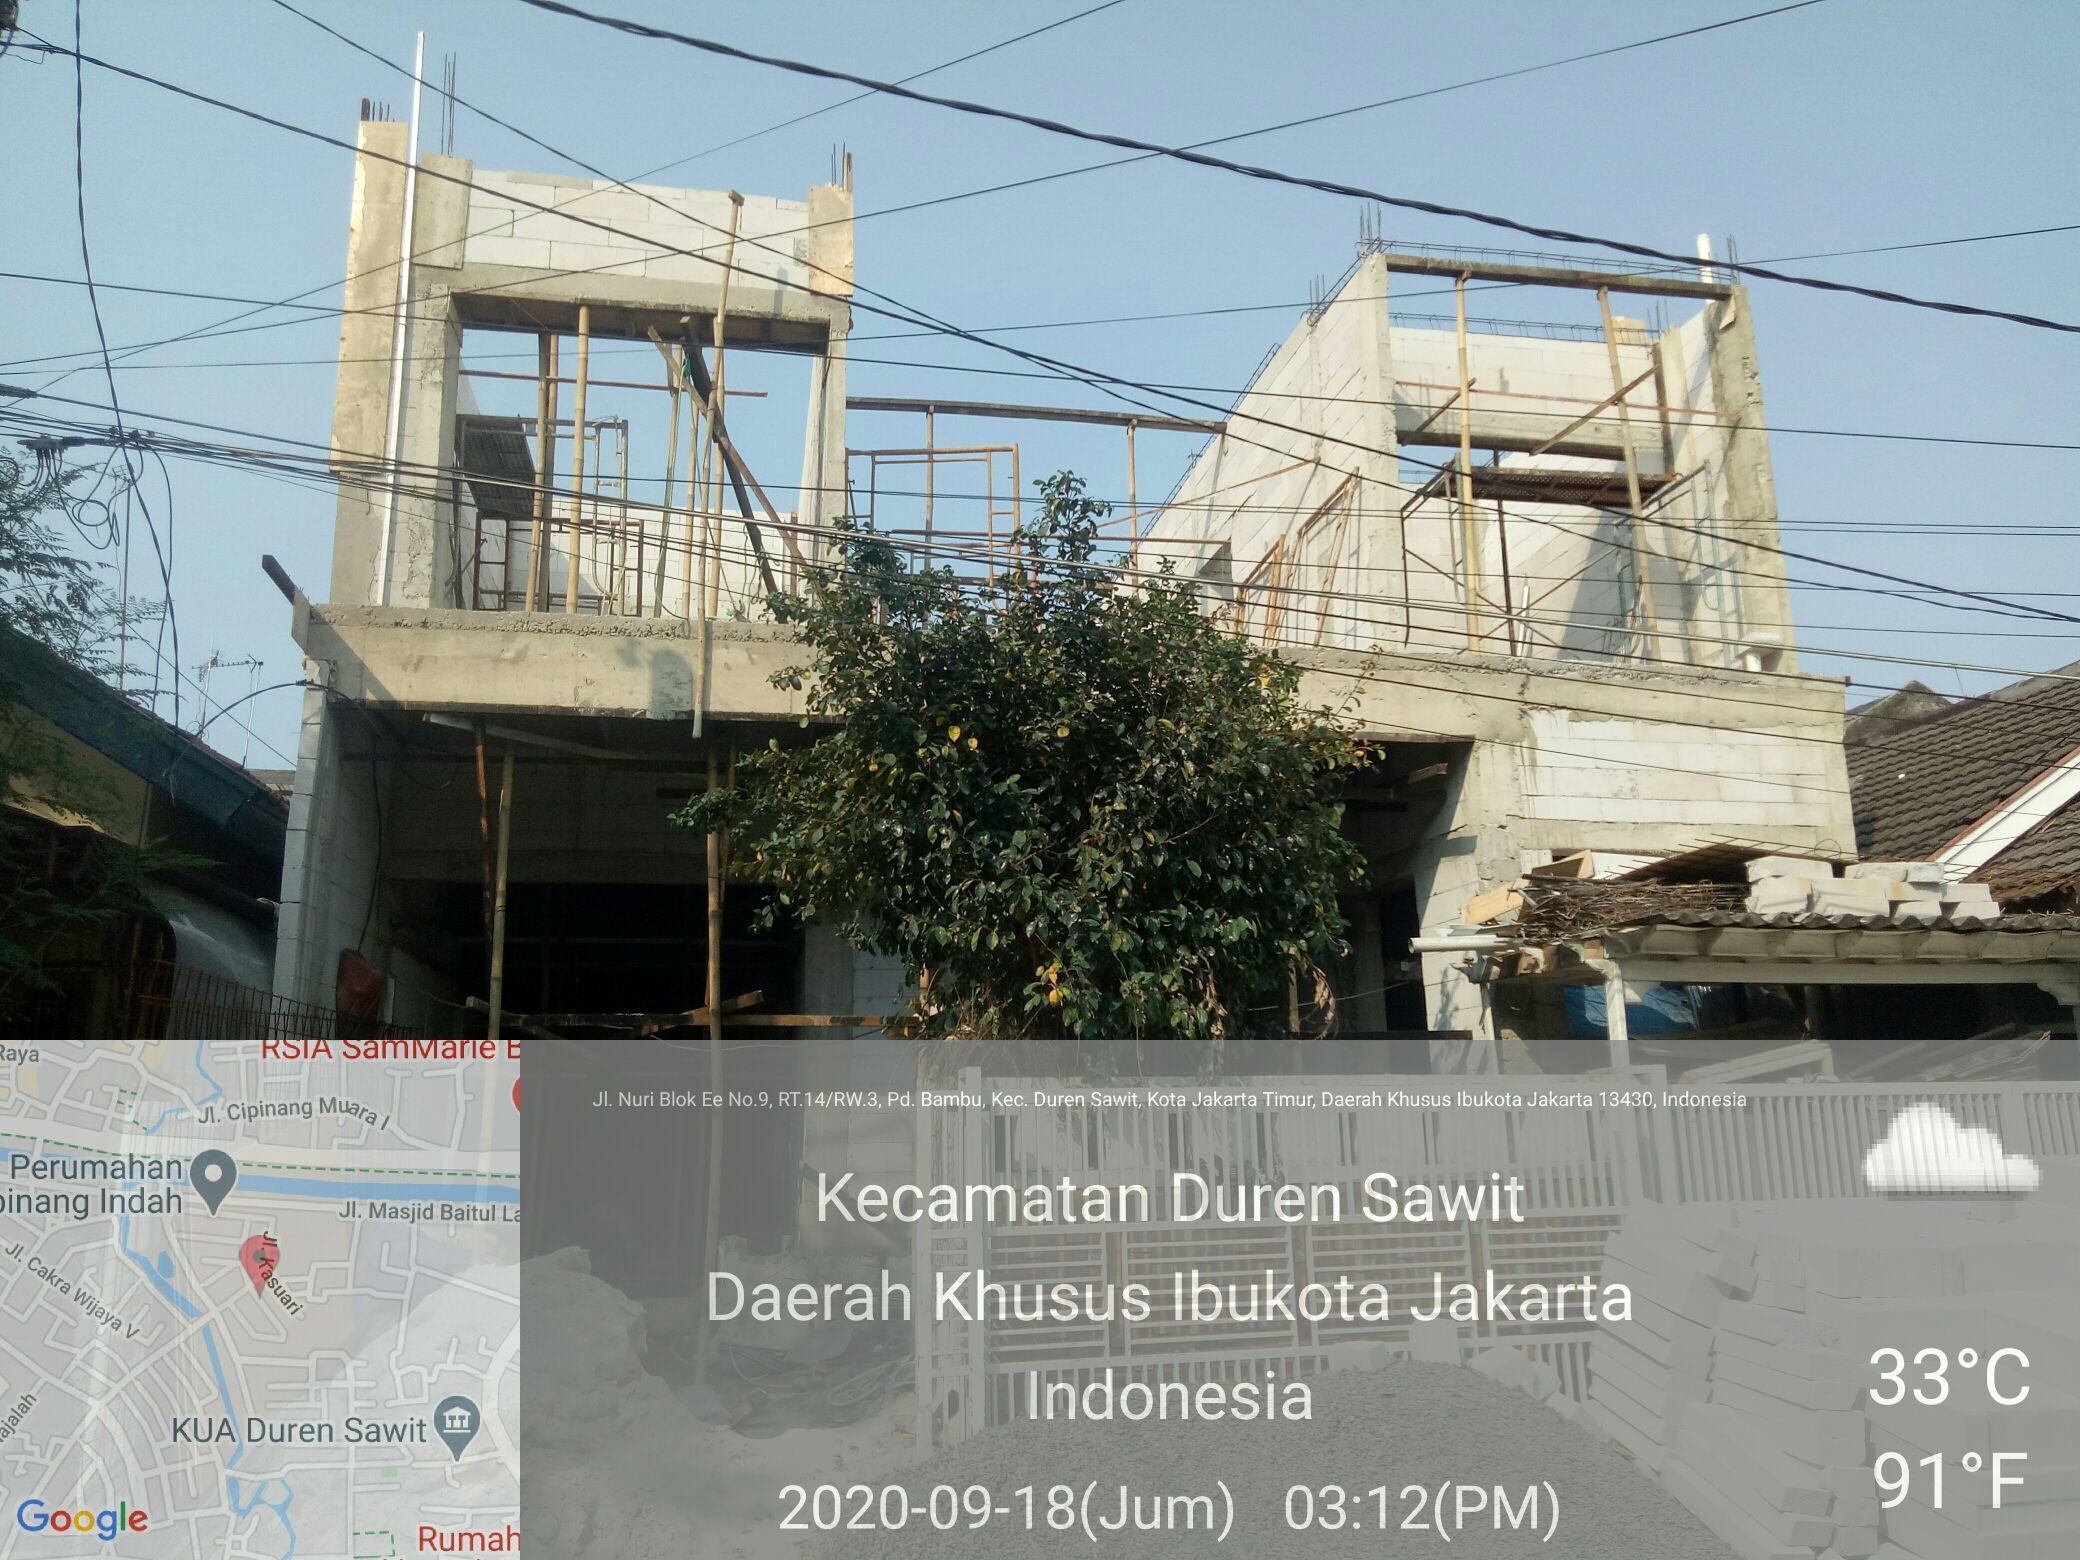 Jl. Nuri Blok Ee No.9, RT.14/RW.3, Pd. Bambu, Kec. Duren Sawit, Kota Jakarta Timur, Daerah Khusus Ibukota Jakarta 13430, Indonesia
Kecamatan Duren Sawit
Daerah Khusus Ibukota Jakarta
Indonesia
2020-09-18(Jum) 03:12(PM)
33°C
91°F
Raya
RSIA SamMarie B
Jl. Cipinang Muara I
Perumahan
pinang Indah
Jl. Masjid Baitul La
Jl. Kasuari
Jl. Cakra Wijaya V
KUA Duren Sawit
Google
Rumah